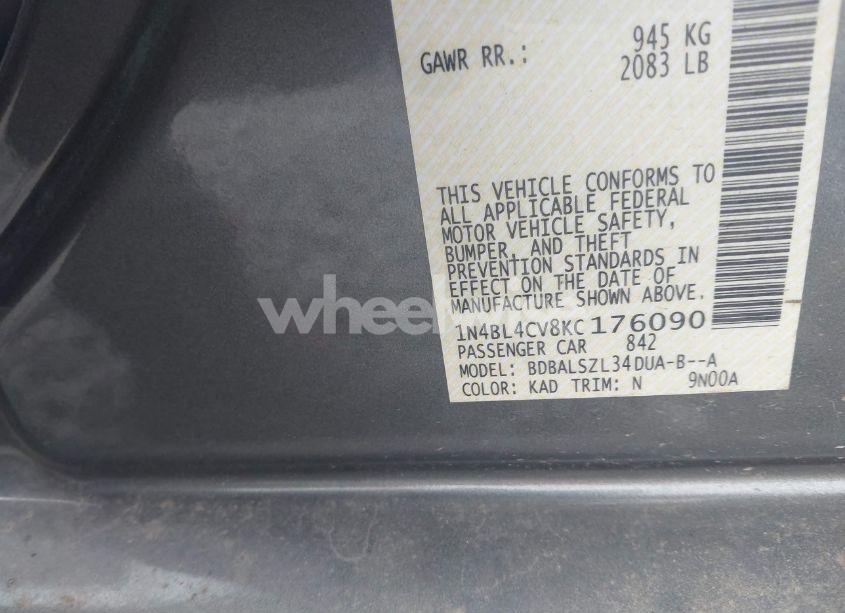 GAWR RR.: 945 KG
2083 LB
THIS VEHICLE CONFORMS TO
ALL APPLICABLE FEDERAL
MOTOR VEHICLE SAFETY,
BUMPER, AND THEFT
PREVENTION STANDARDS IN
EFFECT ON THE DATE OF
MANUFACTURE SHOWN ABOVE.
1N4BL4CV8KC176090
PASSENGER CAR 842
MODEL: BDBALSZL34DUA-B--A
COLOR: KAD TRIM: N 9N00A